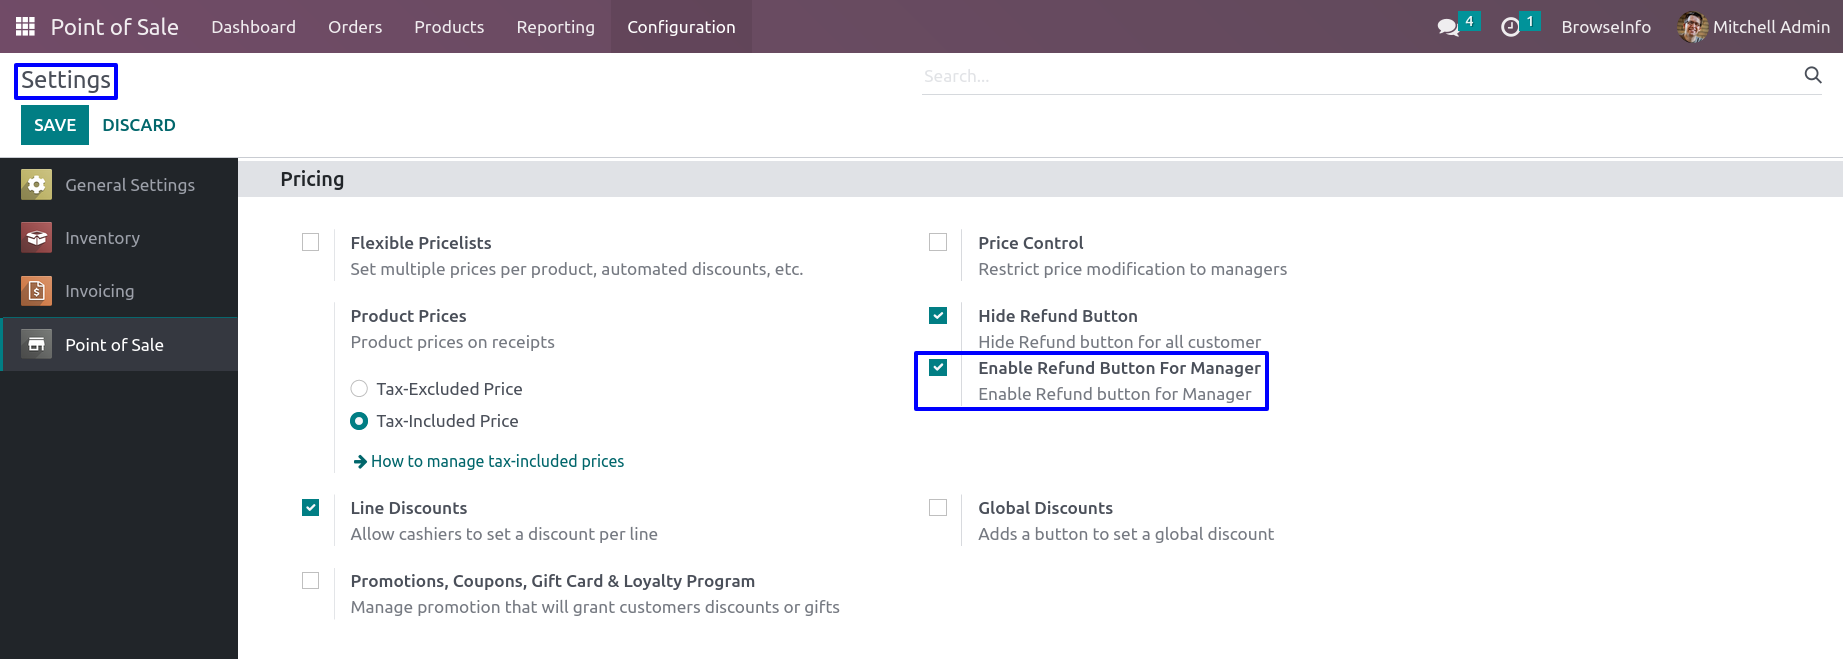 Point of Sale Dashboard Orders Products Reporting Configuration 4 1 BrowseInfo Mitchell Admin
Settings
Search...
SAVE DISCARD
General Settings
Inventory
Invoicing
Point of Sale
Pricing
Flexible Pricelists
Set multiple prices per product, automated discounts, etc.
Price Control
Restrict price modification to managers
Product Prices
Product prices on receipts
Tax-Excluded Price
Tax-Included Price
How to manage tax-included prices
Hide Refund Button
Hide Refund button for all customer
Enable Refund Button For Manager
Enable Refund button for Manager
Line Discounts
Allow cashiers to set a discount per line
Global Discounts
Adds a button to set a global discount
Promotions, Coupons, Gift Card & Loyalty Program
Manage promotion that will grant customers discounts or gifts